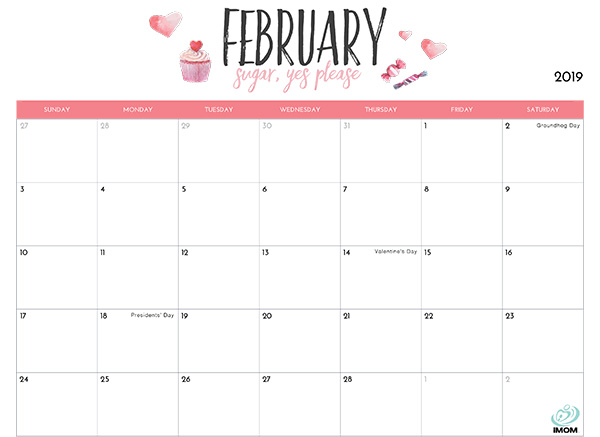 FEBRUARY
sugar, yes please
2019
SUNDAY MONDAY TUESDAY WEDNESDAY THURSDAY FRIDAY SATURDAY
27 28 29 30 31 1 2 Groundhog Day
3 4 5 6 7 8 9
10 11 12 13 14 Valentine's Day 15 16
17 18 Presidents' Day 19 20 21 22 23
24 25 26 27 28 1 2
iMOM